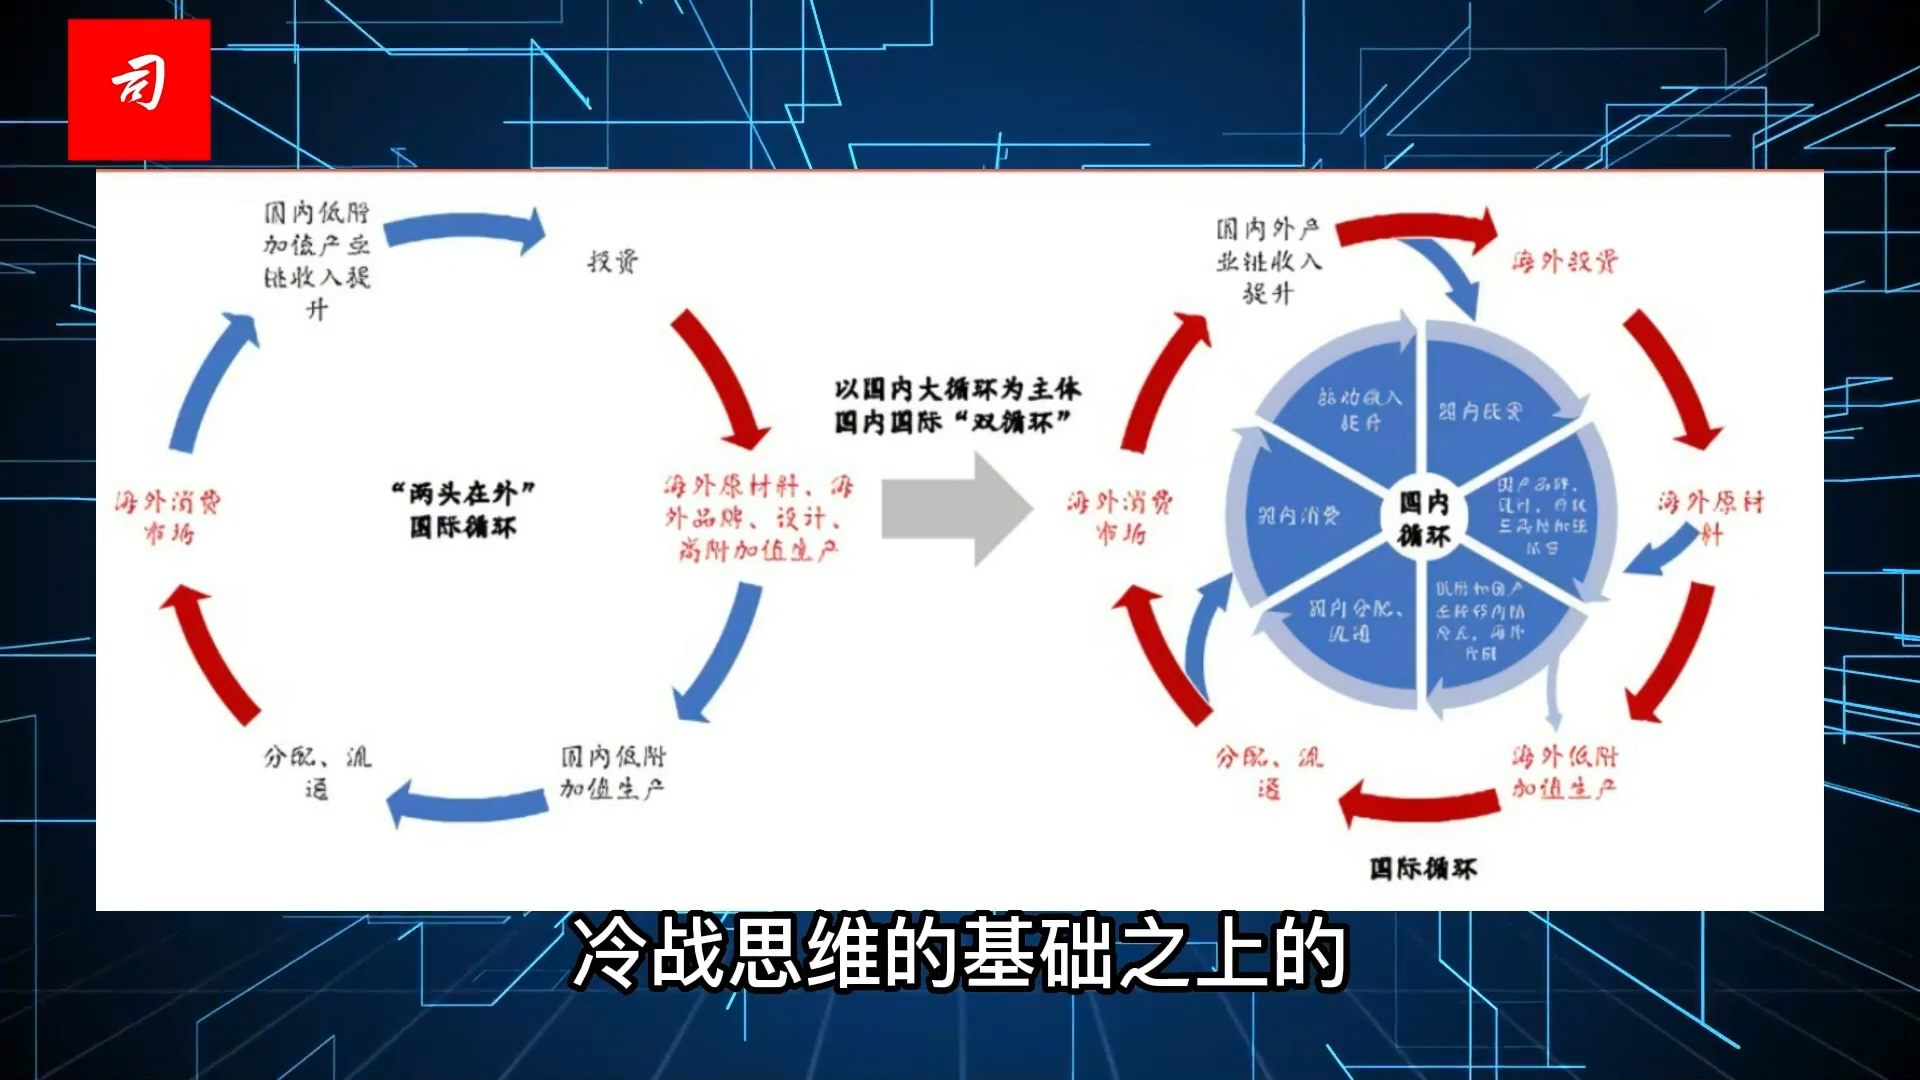 司
国内低附
加值产业
链收入提
升
投资
海外原材料、海
外品牌、设计、
高附加值生产
国内低附
加值生产
分配、流
通
海外消费
市场
“两头在外”
国际循环
以国内大循环为主体
国内国际“双循环”
国内外产
业链收入
提升
海外投资
海外原材
料
海外低附
加值生产
分配、流
通
海外消费
市场
国内投资
国内分配、
流通
国内消费
国内
循环
国际循环
冷战思维的基础之上的